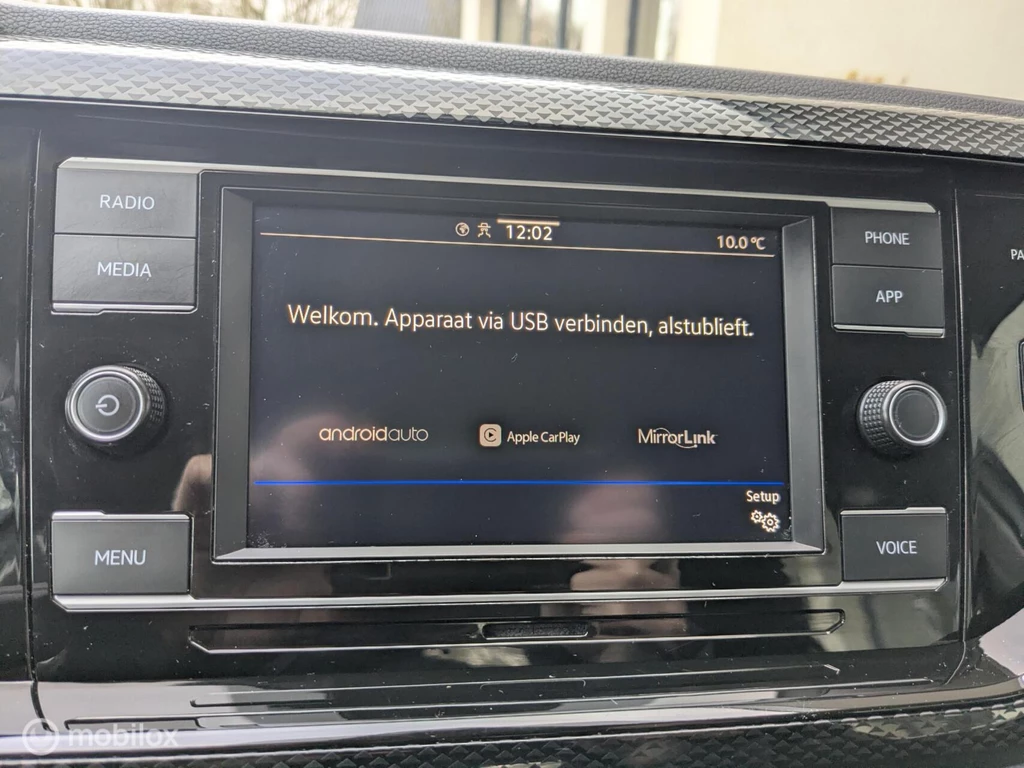 RADIO
MEDIA
MENU
12:02
10.0°C
Welkom. Apparaat via USB verbinden, alstublieft.
androidauto
Apple CarPlay
MirrorLink
Setup
PHONE
APP
VOICE
PA
mobilox